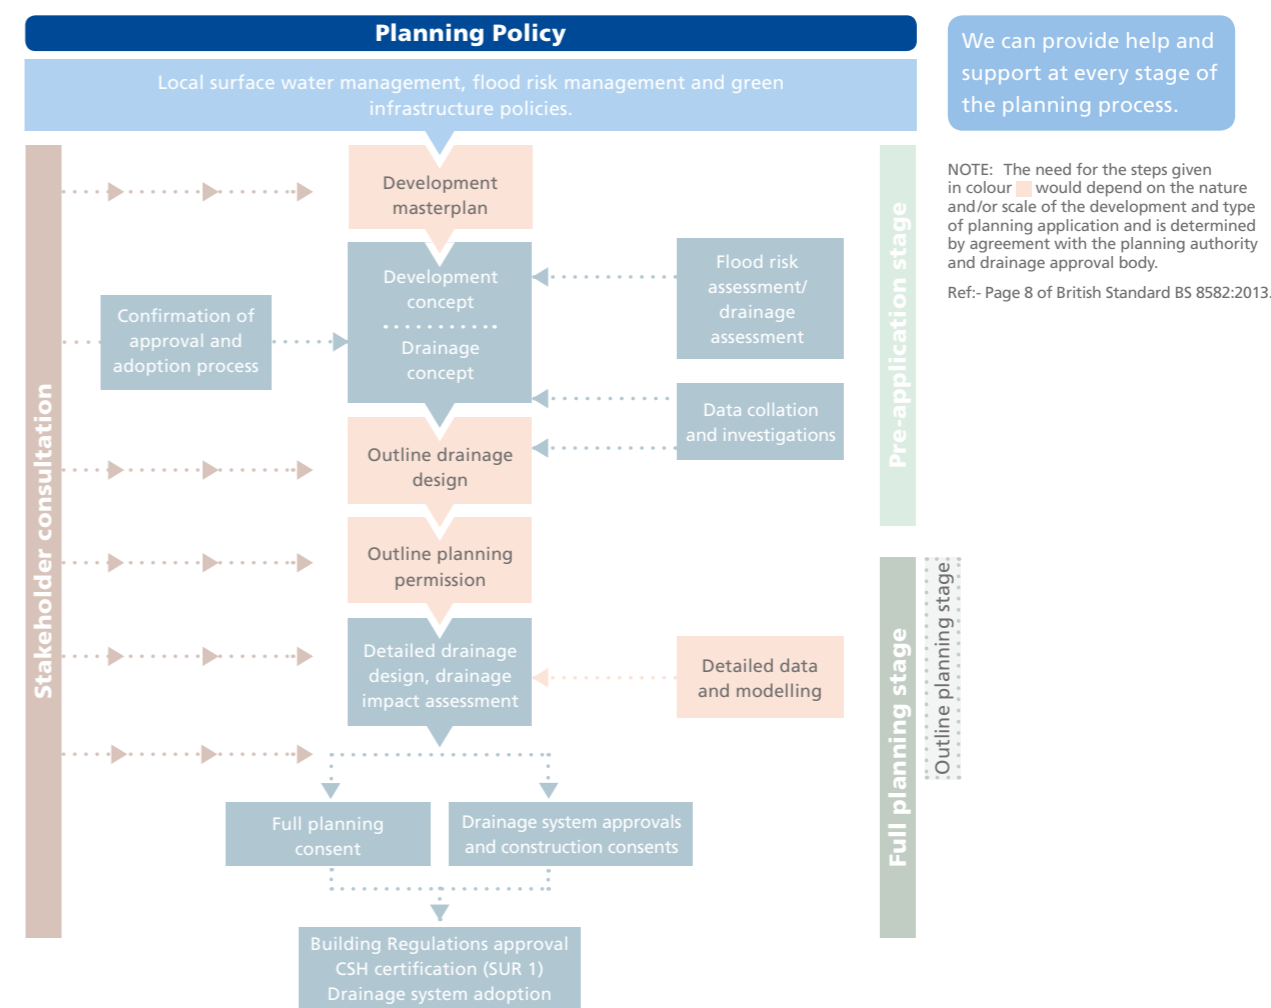 Planning Policy
Local surface water management, flood risk management and green
infrastructure policies.
We can provide help and
support at every stage of
the planning process.
NOTE: The need for the steps given
in colour would depend on the nature
and/or scale of the development and type
of planning application and is determined
by agreement with the planning authority
and drainage approval body.
Ref:- Page 8 of British Standard BS 8582:2013.
Stakeholder consultation
Development
masterplan
Development
concept
Drainage
concept
Confirmation of
approval and
adoption process
Flood risk
assessment/
drainage
assessment
Data collation
and investigations
Pre-application stage
Outline drainage
design
Outline planning
permission
Detailed drainage
design, drainage
impact assessment
Detailed data
and modelling
Full planning stage
Outline planning stage
Full planning
consent
Drainage system approvals
and construction consents
Building Regulations approval
CSH certification (SUR 1)
Drainage system adoption